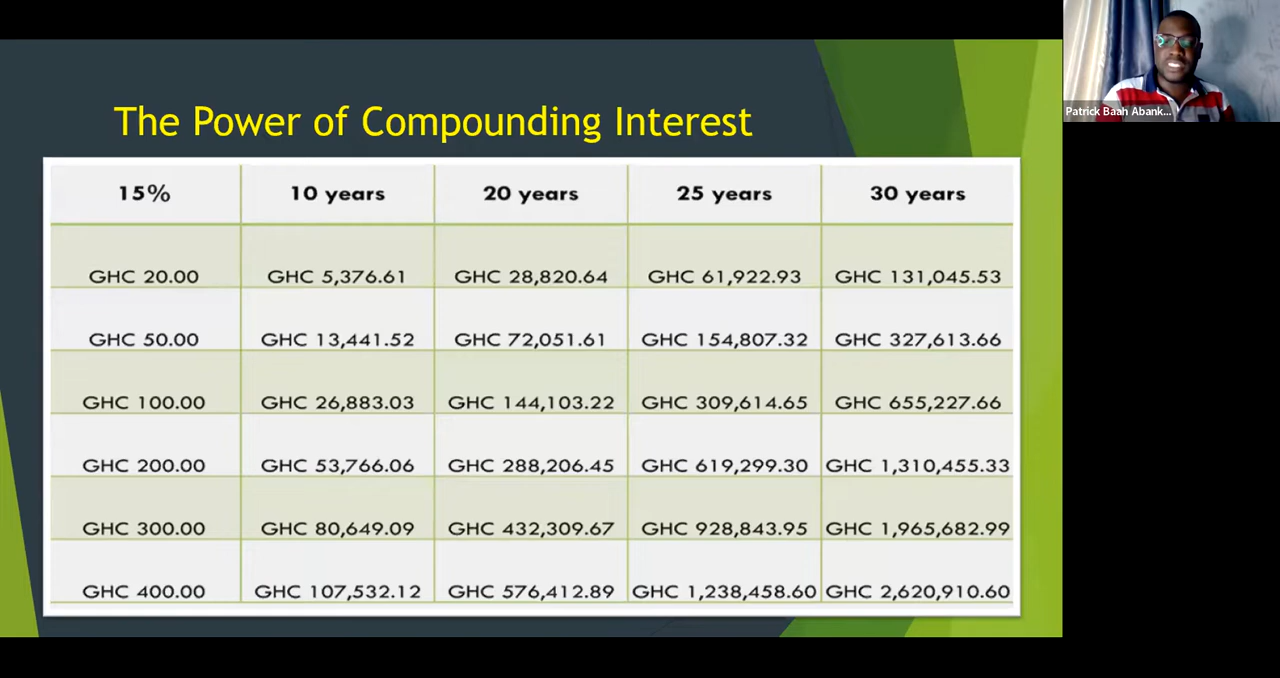 The Power of Compounding Interest
15% 10 years 20 years 25 years 30 years
GHC 20.00 GHC 5,376.61 GHC 28,820.64 GHC 61,922.93 GHC 131,045.53
GHC 50.00 GHC 13,441.52 GHC 72,051.61 GHC 154,807.32 GHC 327,613.66
GHC 100.00 GHC 26,883.03 GHC 144,103.22 GHC 309,614.65 GHC 655,227.66
GHC 200.00 GHC 53,766.06 GHC 288,206.45 GHC 619,299.30 GHC 1,310,455.33
GHC 300.00 GHC 80,649.09 GHC 432,309.67 GHC 928,843.95 GHC 1,965,682.99
GHC 400.00 GHC 107,532.12 GHC 576,412.89 GHC 1,238,458.60 GHC 2,620,910.60
Patrick Baah Abank...